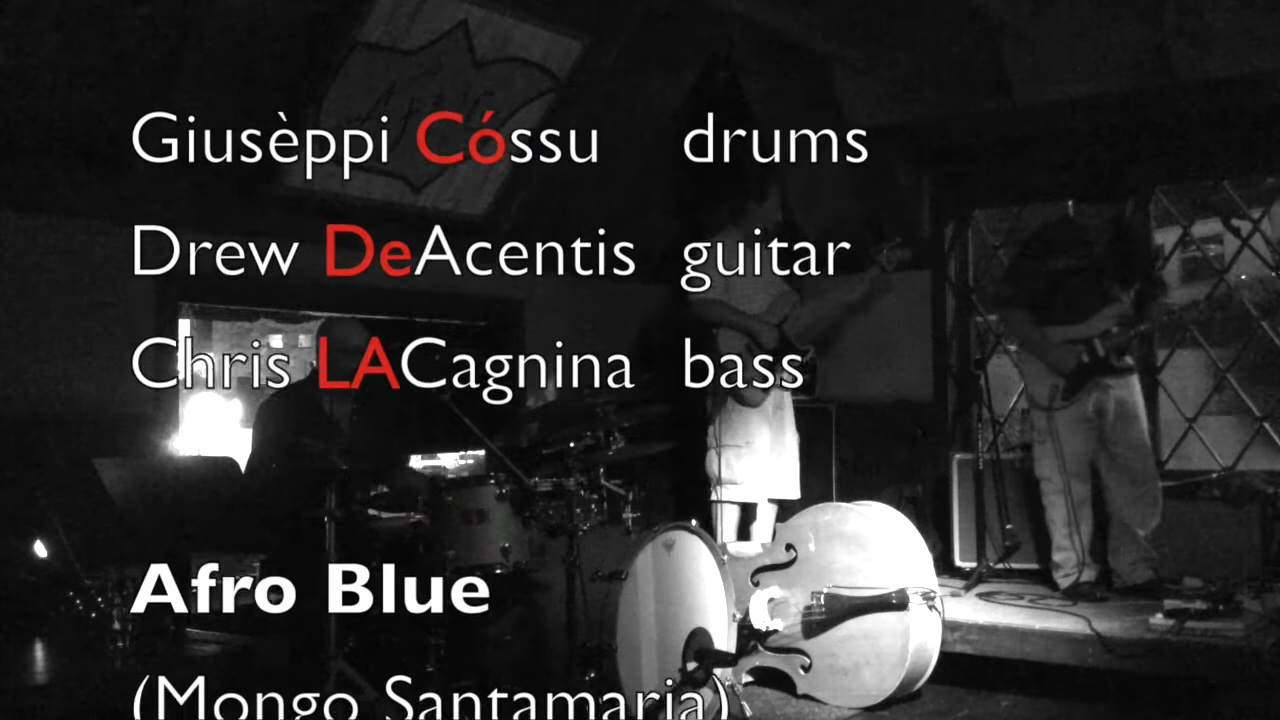 Giusèppi Cóssu drums
Drew DeAcentis guitar
Chris LACagnina bass
Afro Blue
(Mongo Santamaria)